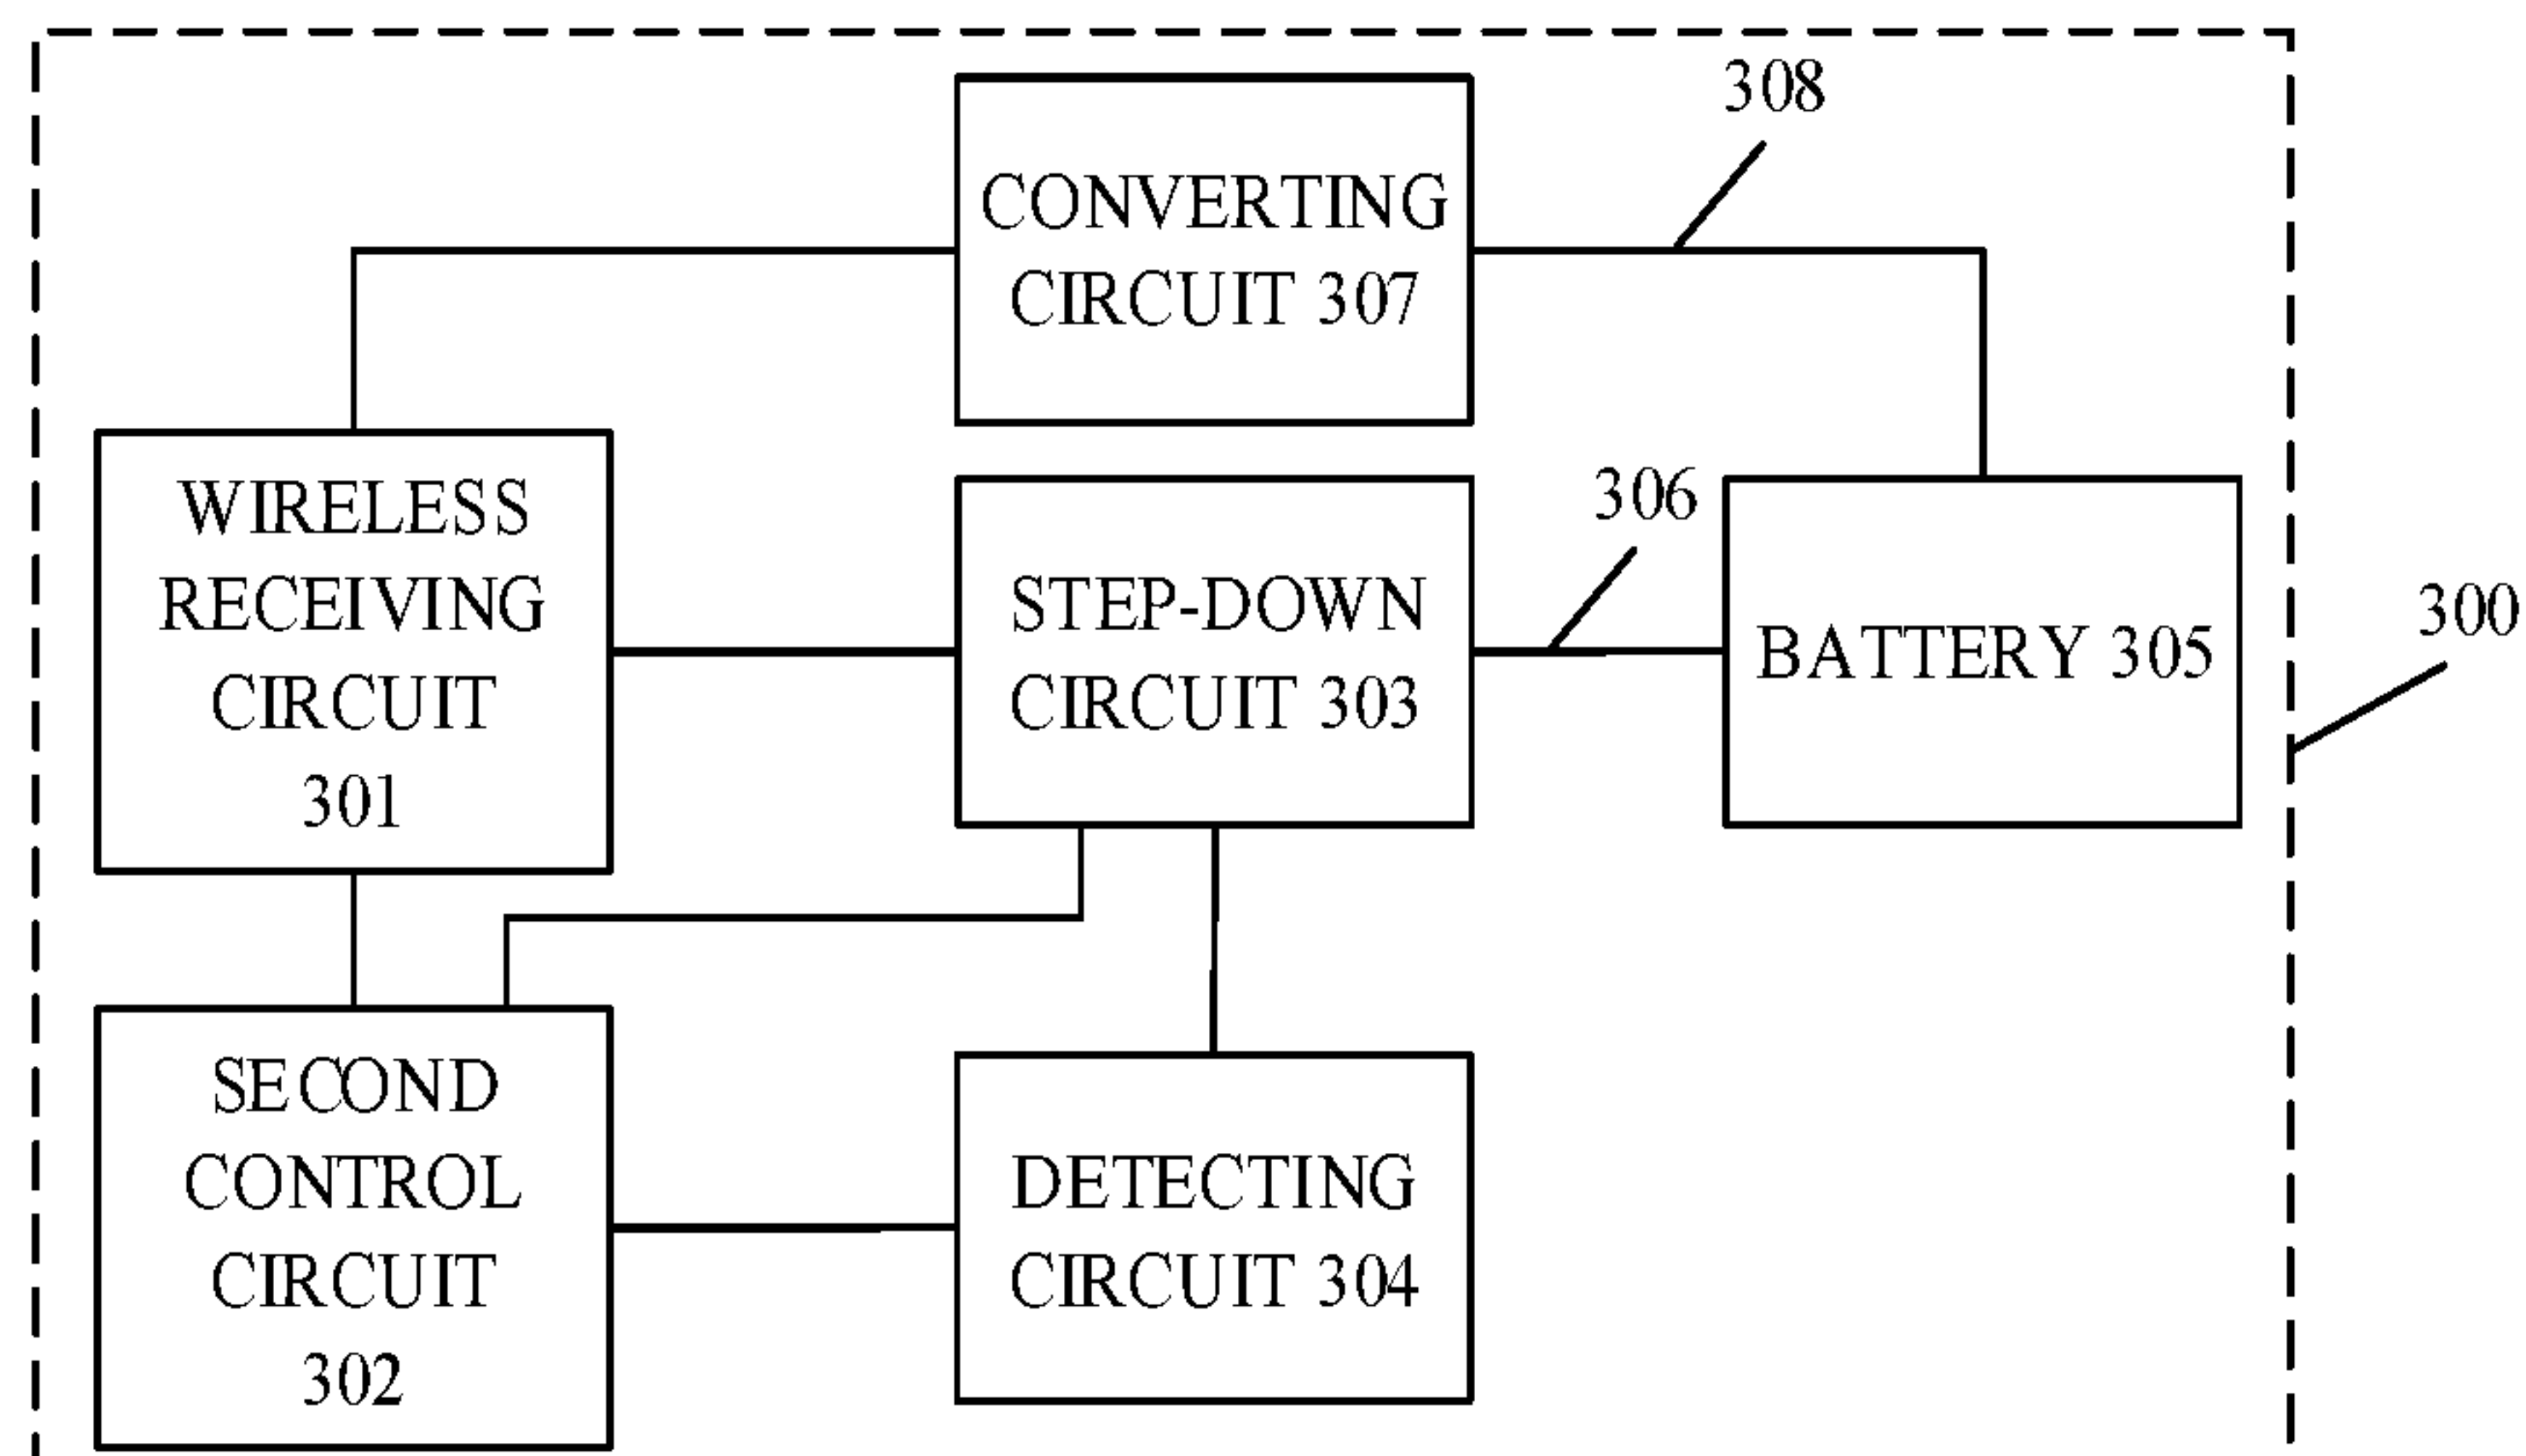 308
CONVERTING
CIRCUIT 307
WIRELESS
RECEIVING
CIRCUIT
301
STEP-DOWN
CIRCUIT 303
306
BATTERY 305
300
SECOND
CONTROL
CIRCUIT
302
DETECTING
CIRCUIT 304